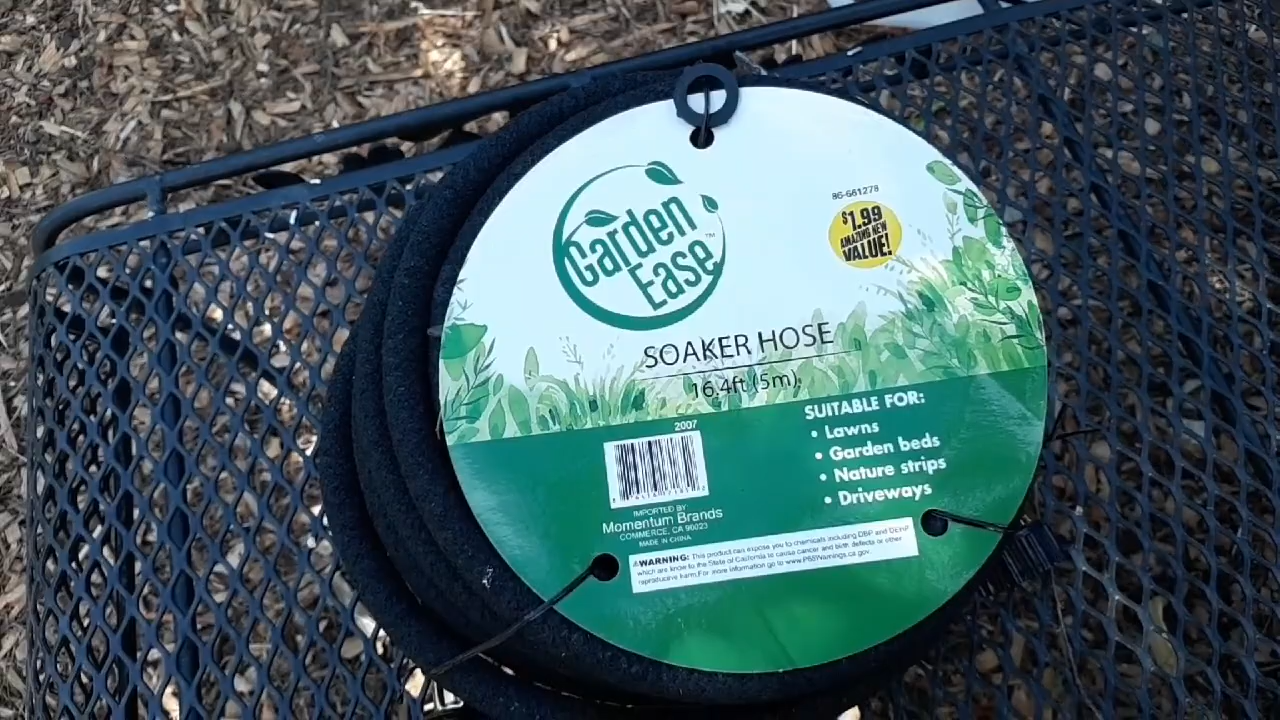 Garden
Ease™
86-661278
$1.99
AMAZING NEW
VALUE!
SOAKER HOSE
16.4ft (5m)
SUITABLE FOR:
• Lawns
• Garden beds
• Nature strips
• Driveways
2007
IMPORTED BY
Momentum Brands
COMMERCE, CA 90023
MADE IN CHINA
⚠WARNING: This product can expose you to chemicals including DBP and DEHP
which are know to the State of California to cause cancer and birth defects or other
reproductive harm.For more information go to www.P65Warnings.ca.gov.